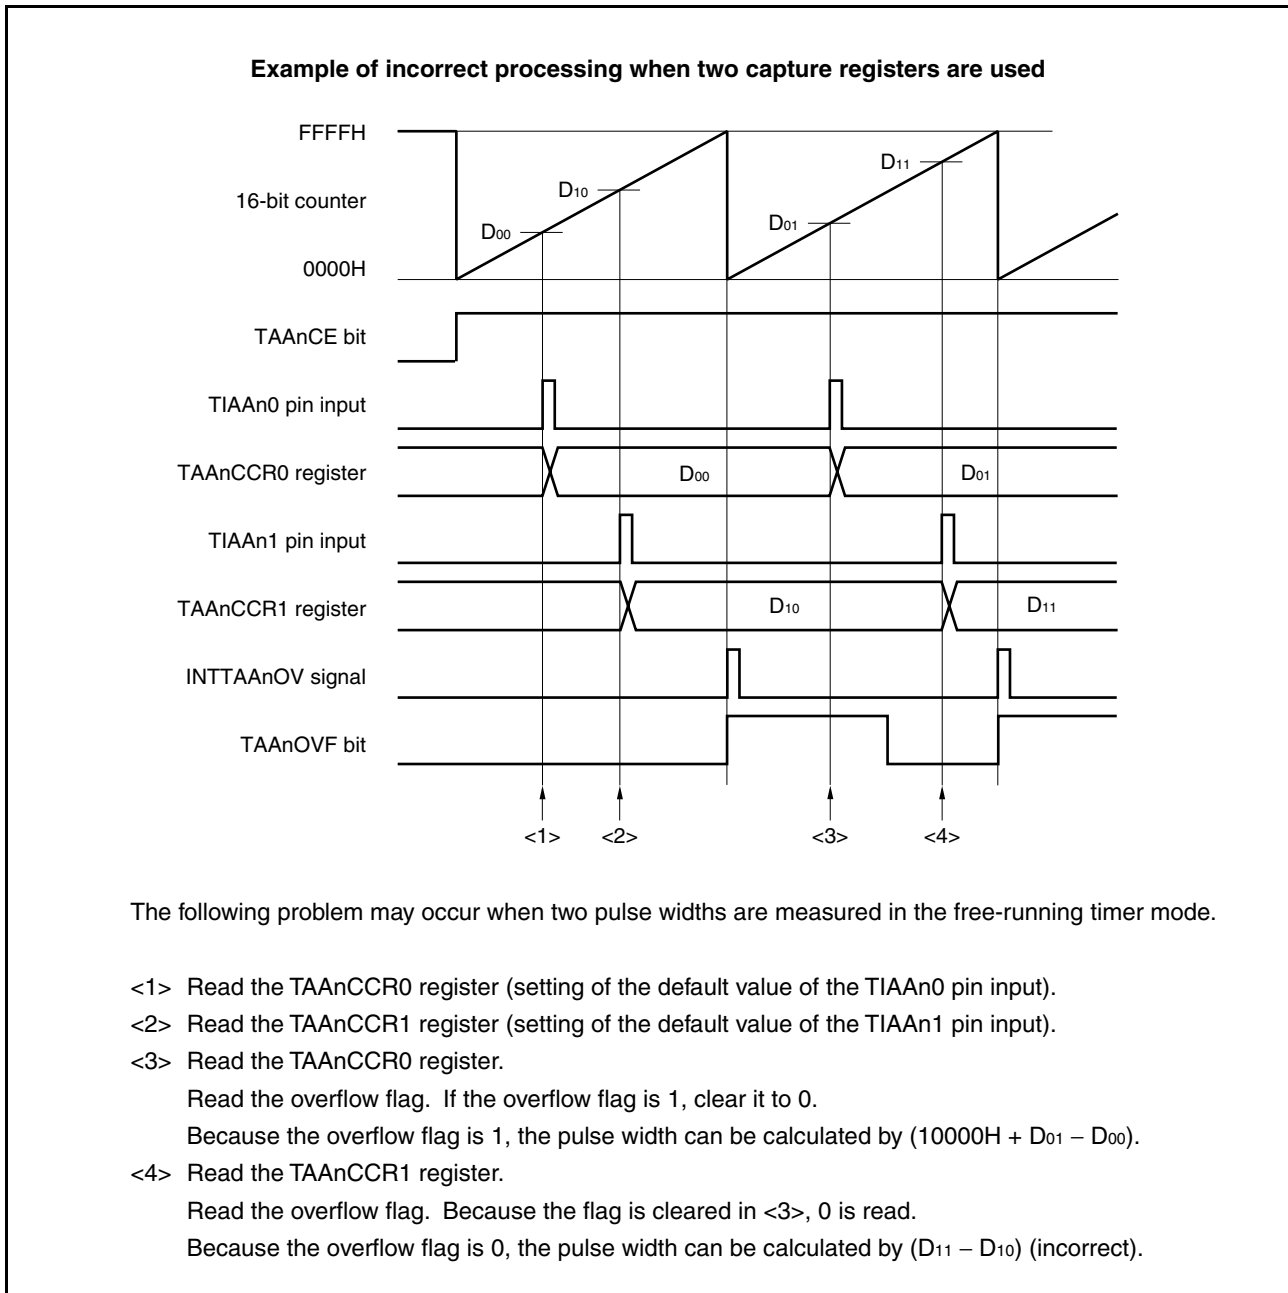 Example of incorrect processing when two capture registers are used
FFFFH
16-bit counter
0000H
D00
D10
D01
D11
TAAnCE bit
TIAAn0 pin input
TAAnCCR0 register
D00
D01
TIAAn1 pin input
TAAnCCR1 register
D10
D11
INTTAAnOV signal
TAAnOVF bit
<1> <2> <3> <4>
The following problem may occur when two pulse widths are measured in the free-running timer mode.
<1> Read the TAAnCCR0 register (setting of the default value of the TIAAn0 pin input).
<2> Read the TAAnCCR1 register (setting of the default value of the TIAAn1 pin input).
<3> Read the TAAnCCR0 register.
Read the overflow flag. If the overflow flag is 1, clear it to 0.
Because the overflow flag is 1, the pulse width can be calculated by (10000H + D01 − D00).
<4> Read the TAAnCCR1 register.
Read the overflow flag. Because the flag is cleared in <3>, 0 is read.
Because the overflow flag is 0, the pulse width can be calculated by (D11 − D10) (incorrect).